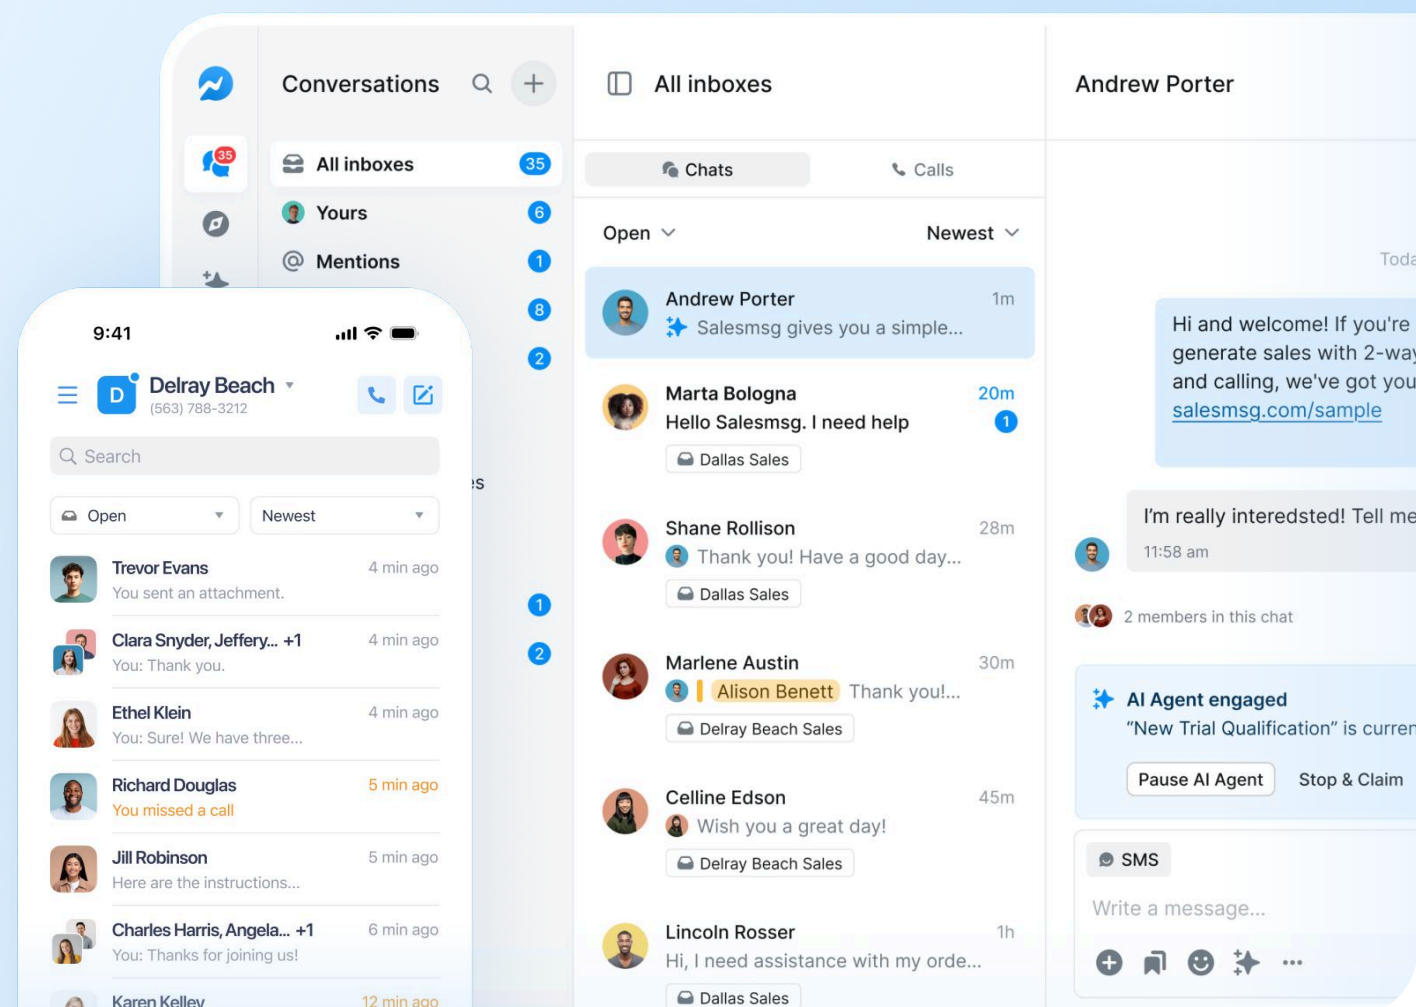 Conversations
35
All inboxes
35
Yours
6
Mentions
1
8
2
1
2
All inboxes
Chats
Calls
Open
Newest
Andrew Porter
1m
Salesmsg gives you a simple...
Marta Bologna
20m
Hello Salesmsg. I need help
1
Dallas Sales
Shane Rollison
28m
Thank you! Have a good day...
Dallas Sales
Marlene Austin
30m
Alison Benett Thank you!...
Delray Beach Sales
Celline Edson
45m
Wish you a great day!
Delray Beach Sales
Lincoln Rosser
1h
Hi, I need assistance with my orde...
Dallas Sales
Andrew Porter
Hi and welcome! If you're
generate sales with 2-way
and calling, we've got you
salesmsg.com/sample
I'm really interedsted! Tell me
11:58 am
2 members in this chat
AI Agent engaged
“New Trial Qualification” is
Pause AI Agent
Stop & Claim
SMS
Write a message...
9:41
D
Delray Beach
(563) 788-3212
Search
Open
Newest
Trevor Evans
4 min ago
You sent an attachment.
Clara Snyder, Jeffery... +1
4 min ago
You: Thank you.
Ethel Klein
4 min ago
You: Sure! We have three...
Richard Douglas
5 min ago
You missed a call
Jill Robinson
5 min ago
Here are the instructions...
Charles Harris, Angela... +1
6 min ago
You: Thanks for joining us!
Karen Kelley
12 min ago